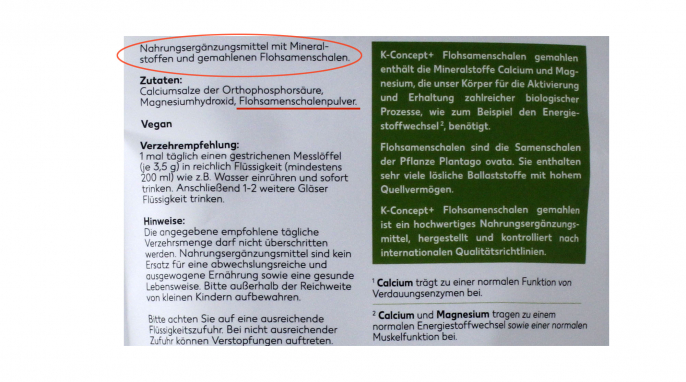 Nahrungsergänzungsmittel mit Mineral-
stoffen und gemahlenen Flohsamenschalen.
Zutaten:
Calciumsalze der Orthophosphorsäure,
Magnesiumhydroxid, Flohsamenschalenpulver.
Vegan
Verzehrempfehlung:
1 mal täglich einen gestrichenen Messlöffel
(je 3,5 g) in reichlich Flüssigkeit (mindestens
200 ml) wie z.B. Wasser einrühren und sofort
trinken. Anschließend 1-2 weitere Gläser
Flüssigkeit trinken.
Hinweise:
Die angegebene empfohlene tägliche
Verzehrsmenge darf nicht überschritten
werden. Nahrungsergänzungsmittel sind kein
Ersatz für eine abwechslungsreiche und
ausgewogene Ernährung sowie eine gesunde
Lebensweise. Bitte außerhalb der Reichweite
von kleinen Kindern aufbewahren.
Bitte achten Sie auf eine ausreichende
Flüssigkeitszufuhr. Bei nicht ausreichender
Zufuhr können Verstopfungen auftreten.
K-Concept+ Flohsamenschalen gemahlen
enthält die Mineralstoffe Calcium und Mag-
nesium, die unser Körper für die Aktivierung
und Erhaltung zahlreicher biologischer
Prozesse, wie zum Beispiel den Energie-
stoffwechsel², benötigt.
Flohsamenschalen sind die Samenschalen
der Pflanze Plantago ovata. Sie enthalten
sehr viele lösliche Ballaststoffe mit hohem
Quellvermögen.
K-Concept+ Flohsamenschalen gemahlen
ist ein hochwertiges Nahrungsergänzungs-
mittel, hergestellt und kontrolliert nach
internationalen Qualitätsrichtlinien.
¹ Calcium trägt zu einer normalen Funktion von
Verdauungsenzymen bei.
² Calcium und Magnesium tragen zu einem
normalen Energiestoffwechsel sowie einer normalen
Muskelfunktion bei.